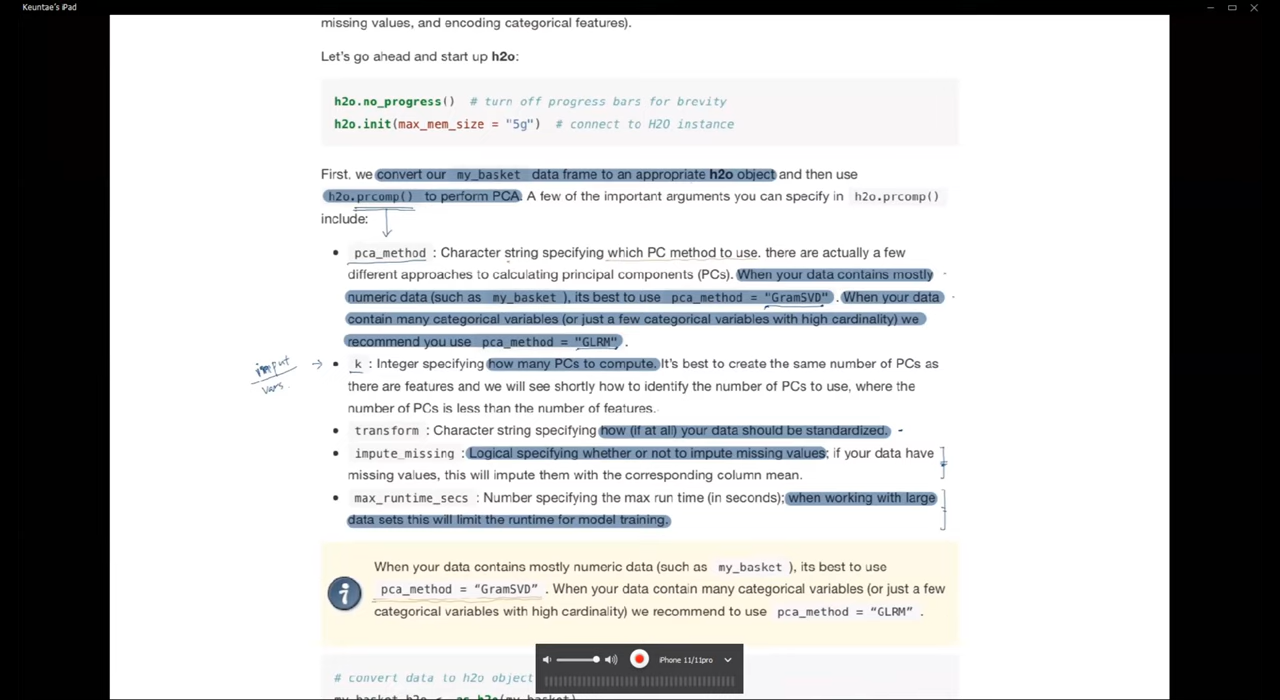 Keuntae's iPad
missing values, and encoding categorical features).
Let's go ahead and start up h2o:
h2o.no_progress() # turn off progress bars for brevity
h2o.init(max_mem_size = "5g") # connect to H2O instance
First, we convert our my_basket data frame to an appropriate h2o object and then use
h2o.prcomp() to perform PCA. A few of the important arguments you can specify in h2o.prcomp()
include:
• pca_method : Character string specifying which PC method to use. there are actually a few
different approaches to calculating principal components (PCs). When your data contains mostly
numeric data (such as my_basket ), its best to use pca_method = "GramSVD" . When your data
contain many categorical variables (or just a few categorical variables with high cardinality) we
recommend you use pca_method = "GLRM" .
input
vars.
→ • k : Integer specifying how many PCs to compute. It's best to create the same number of PCs as
there are features and we will see shortly how to identify the number of PCs to use, where the
number of PCs is less than the number of features.
• transform : Character string specifying how (if at all) your data should be standardized.
• impute_missing : Logical specifying whether or not to impute missing values; if your data have
missing values, this will impute them with the corresponding column mean.
• max_runtime_secs : Number specifying the max run time (in seconds); when working with large
data sets this will limit the runtime for model training.
When your data contains mostly numeric data (such as my_basket ), its best to use
pca_method = “GramSVD” . When your data contain many categorical variables (or just a few
categorical variables with high cardinality) we recommend to use pca_method = “GLRM” .
iPhone 11/11pro
# convert data to h2o object
my_basket.h2o <- as.h2o(my_basket)